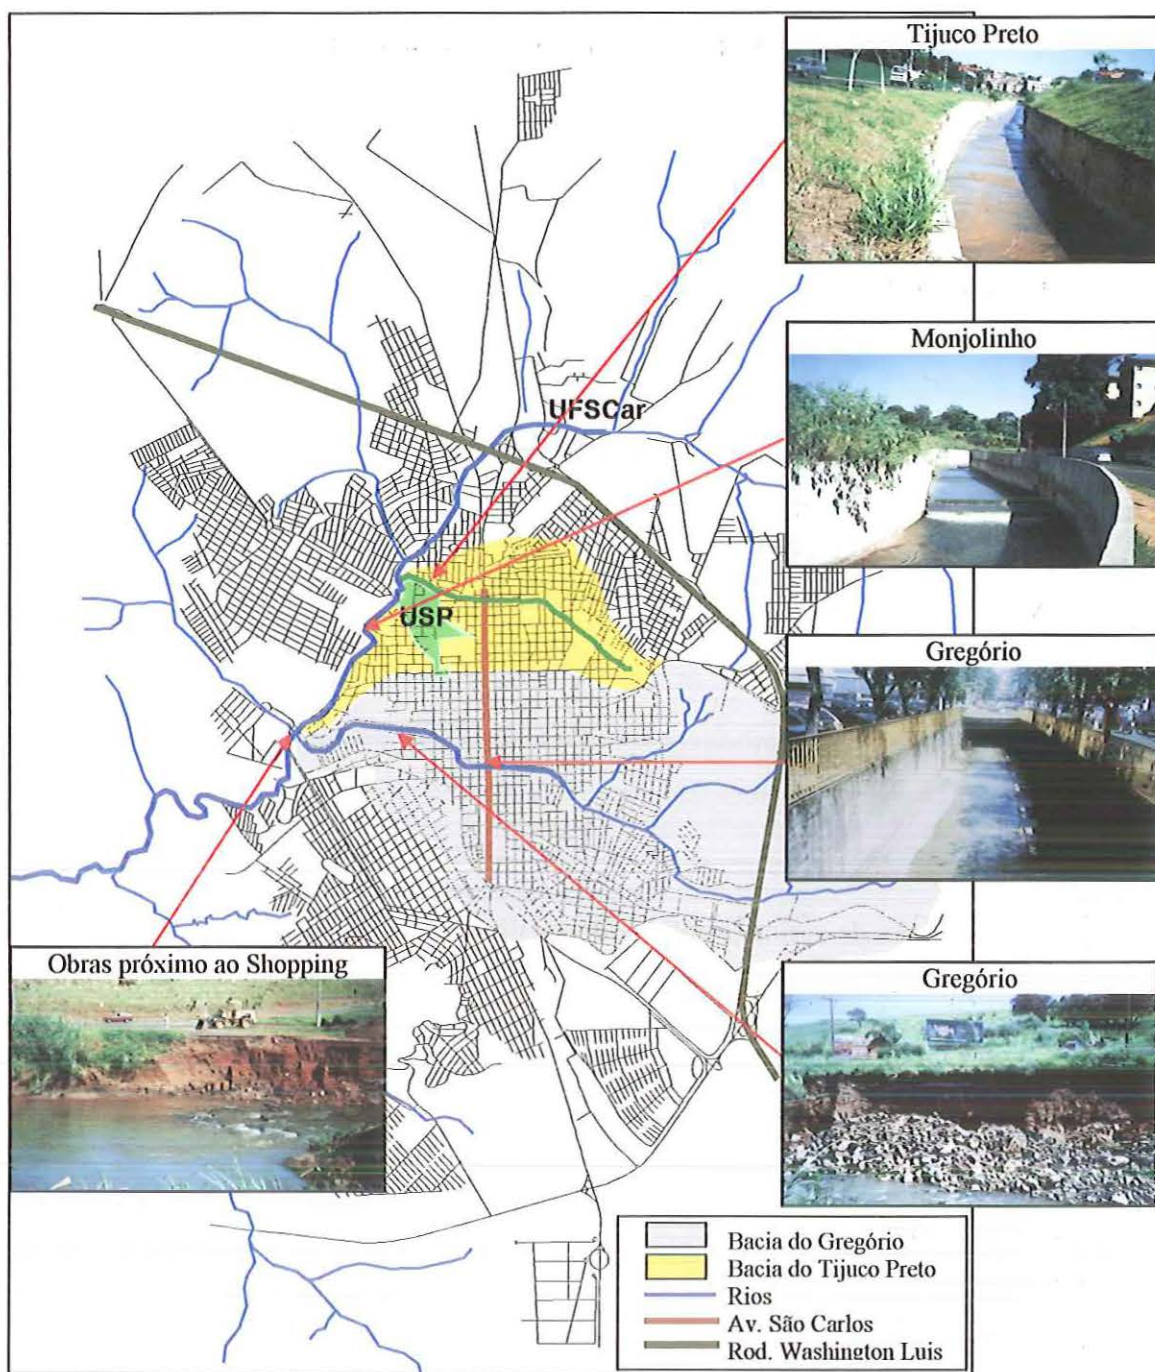 Tijuco Preto
Monjolinho
UFSCar
USP
Gregório
Obras próximo ao Shopping
Gregório
Bacia do Gregório
Bacia do Tijuco Preto
Rios
Av. São Carlos
Rod. Washington Luis